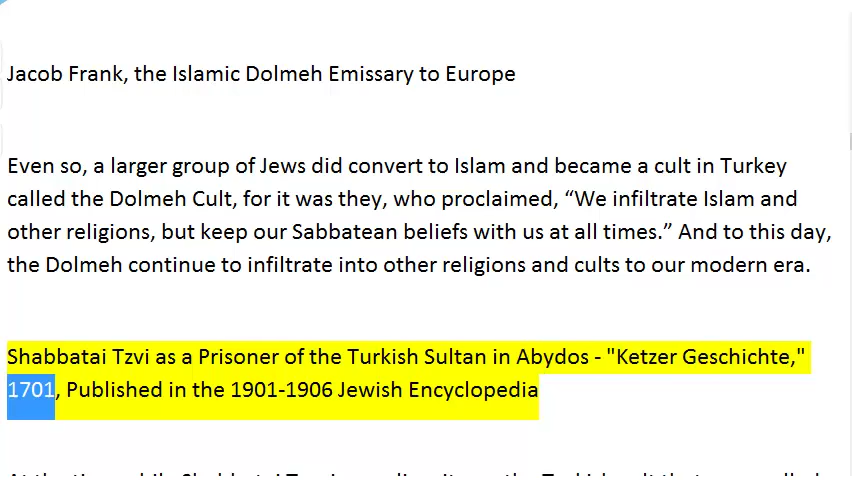 Jacob Frank, the Islamic Dolmeh Emissary to Europe
Even so, a larger group of Jews did convert to Islam and became a cult in Turkey
called the Dolmeh Cult, for it was they, who proclaimed, “We infiltrate Islam and
other religions, but keep our Sabbatean beliefs with us at all times.” And to this day,
the Dolmeh continue to infiltrate into other religions and cults to our modern era.
Shabbatai Tzvi as a Prisoner of the Turkish Sultan in Abydos - "Ketzer Geschichte,"
1701, Published in the 1901-1906 Jewish Encyclopedia